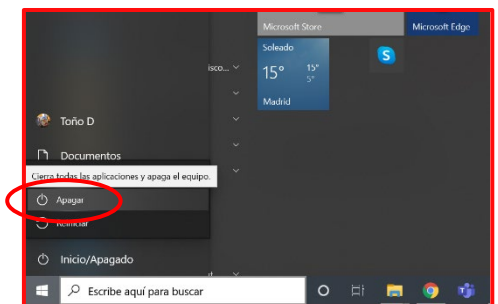 Microsoft Store
Microsoft Edge
Soleado
isco...
15°
15°
5°
Madrid
Toño D
Documentos
Cierra todas las aplicaciones y apaga el equipo.
Apagar
Reiniciar
Inicio/Apagado
Escribe aquí para buscar